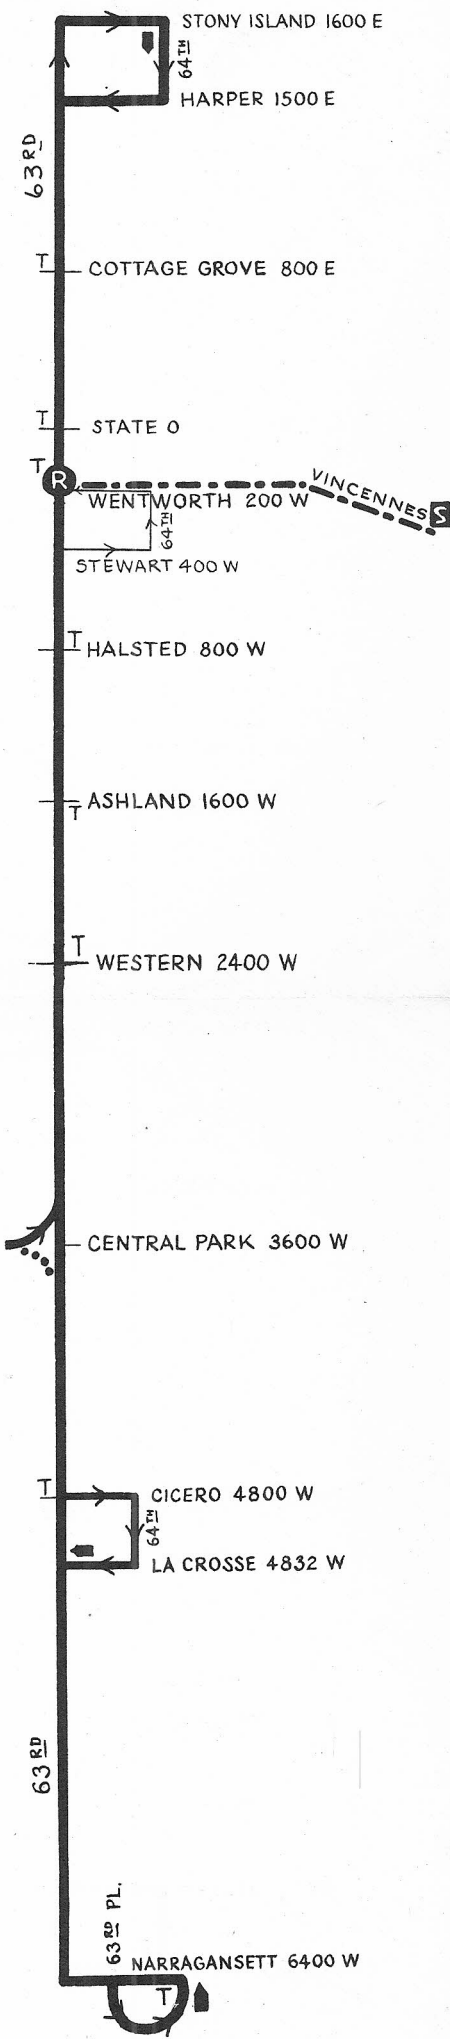 STONY ISLAND 1600 E
64TH
HARPER 1500 E
63RD
T COTTAGE GROVE 800 E
T STATE 0
T
R
VINCENNES
S
WENTWORTH 200 W
64TH
STEWART 400 W
T HALSTED 800 W
T ASHLAND 1600 W
T WESTERN 2400 W
CENTRAL PARK 3600 W
T CICERO 4800 W
64TH
LA CROSSE 4832 W
63RD
63RD PL.
NARRAGANSETT 6400 W
T